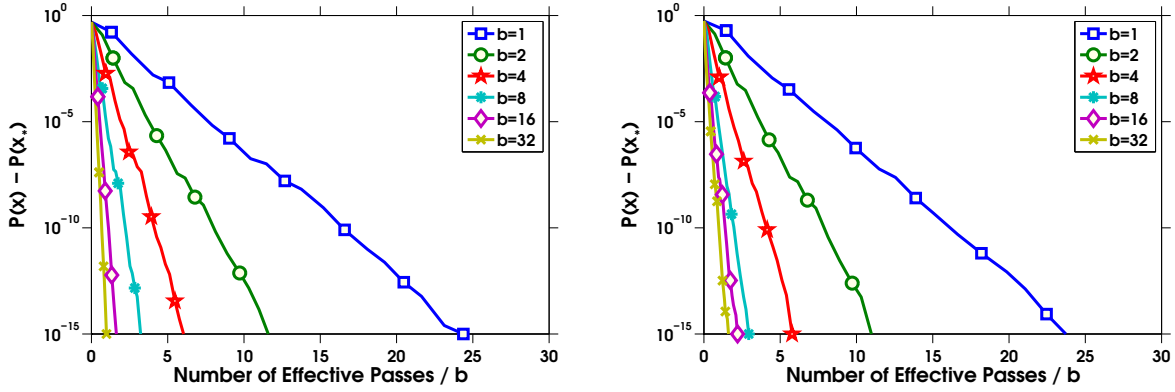 10^0
10^−5
10^−10
10^−15
P(x) − P(x_*)
0 5 10 15 20 25 30
Number of Effective Passes / b
b=1
b=2
b=4
b=8
b=16
b=32
10^0
10^−5
10^−10
10^−15
P(x) − P(x_*)
0 5 10 15 20 25 30
Number of Effective Passes / b
b=1
b=2
b=4
b=8
b=16
b=32